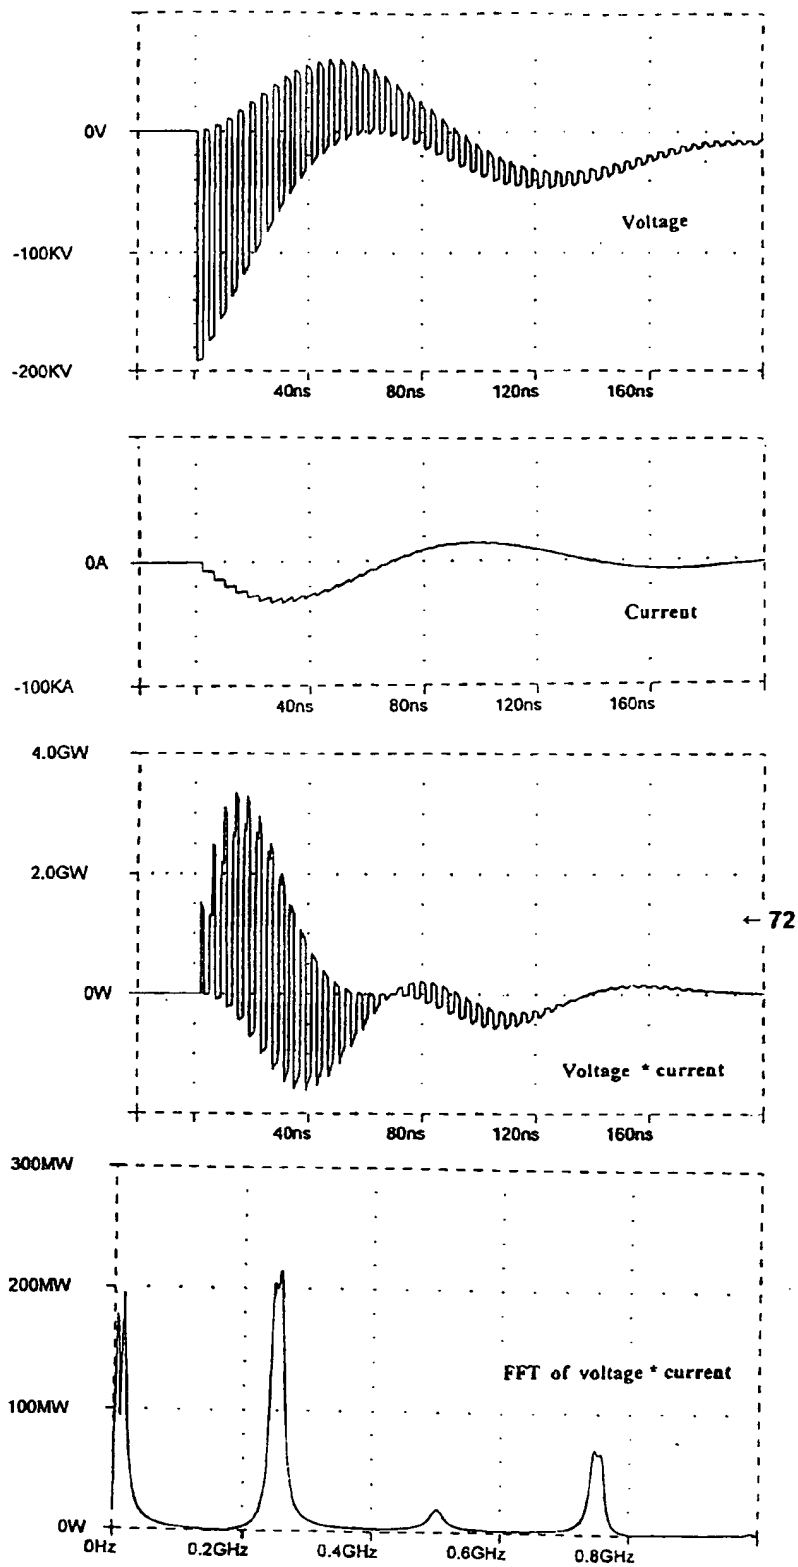 0V
Voltage
-100KV
-200KV
40ns 80ns 120ns 160ns
0A
Current
-100KA
40ns 80ns 120ns 160ns
4.0GW
2.0GW
← 72
0W
Voltage * current
40ns 80ns 120ns 160ns
300MW
200MW
FFT of voltage * current
100MW
0W
0Hz 0.2GHz 0.4GHz 0.6GHz 0.8GHz